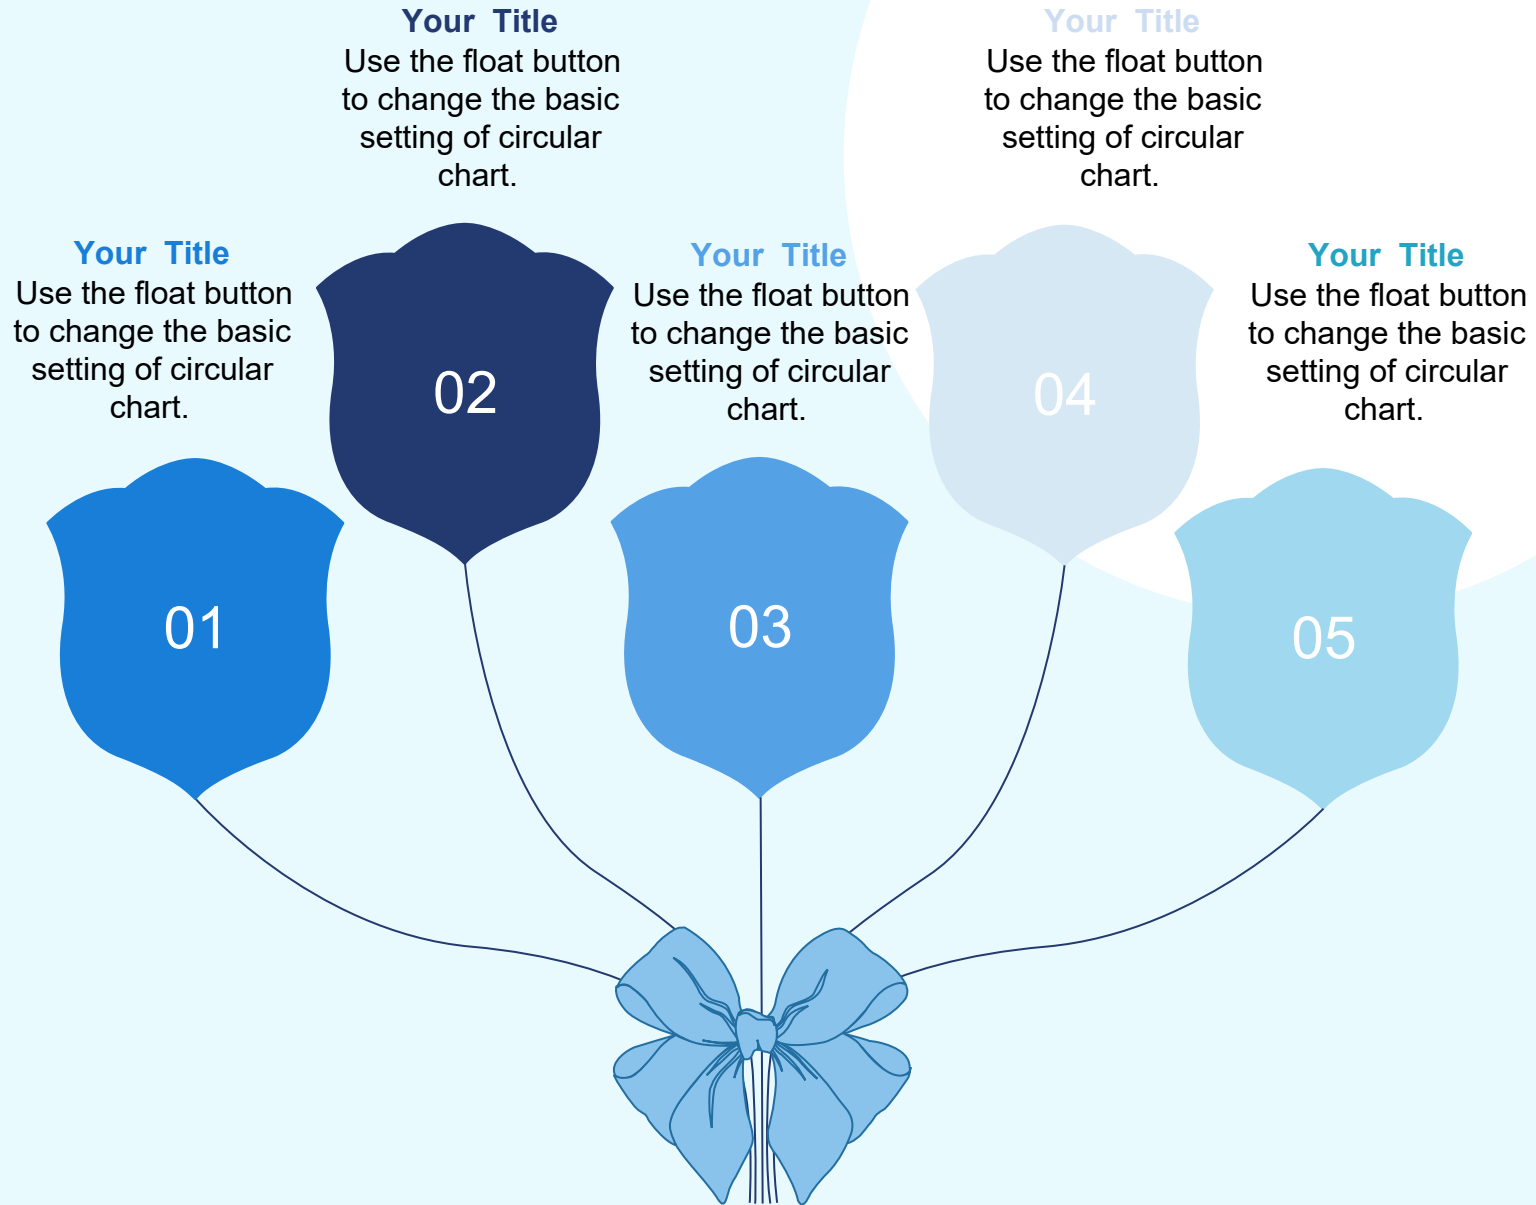 Your Title
Use the float button
to change the basic
setting of circular
chart.
01
Your Title
Use the float button
to change the basic
setting of circular
chart.
02
Your Title
Use the float button
to change the basic
setting of circular
chart.
03
Your Title
Use the float button
to change the basic
setting of circular
chart.
04
Your Title
Use the float button
to change the basic
setting of circular
chart.
05